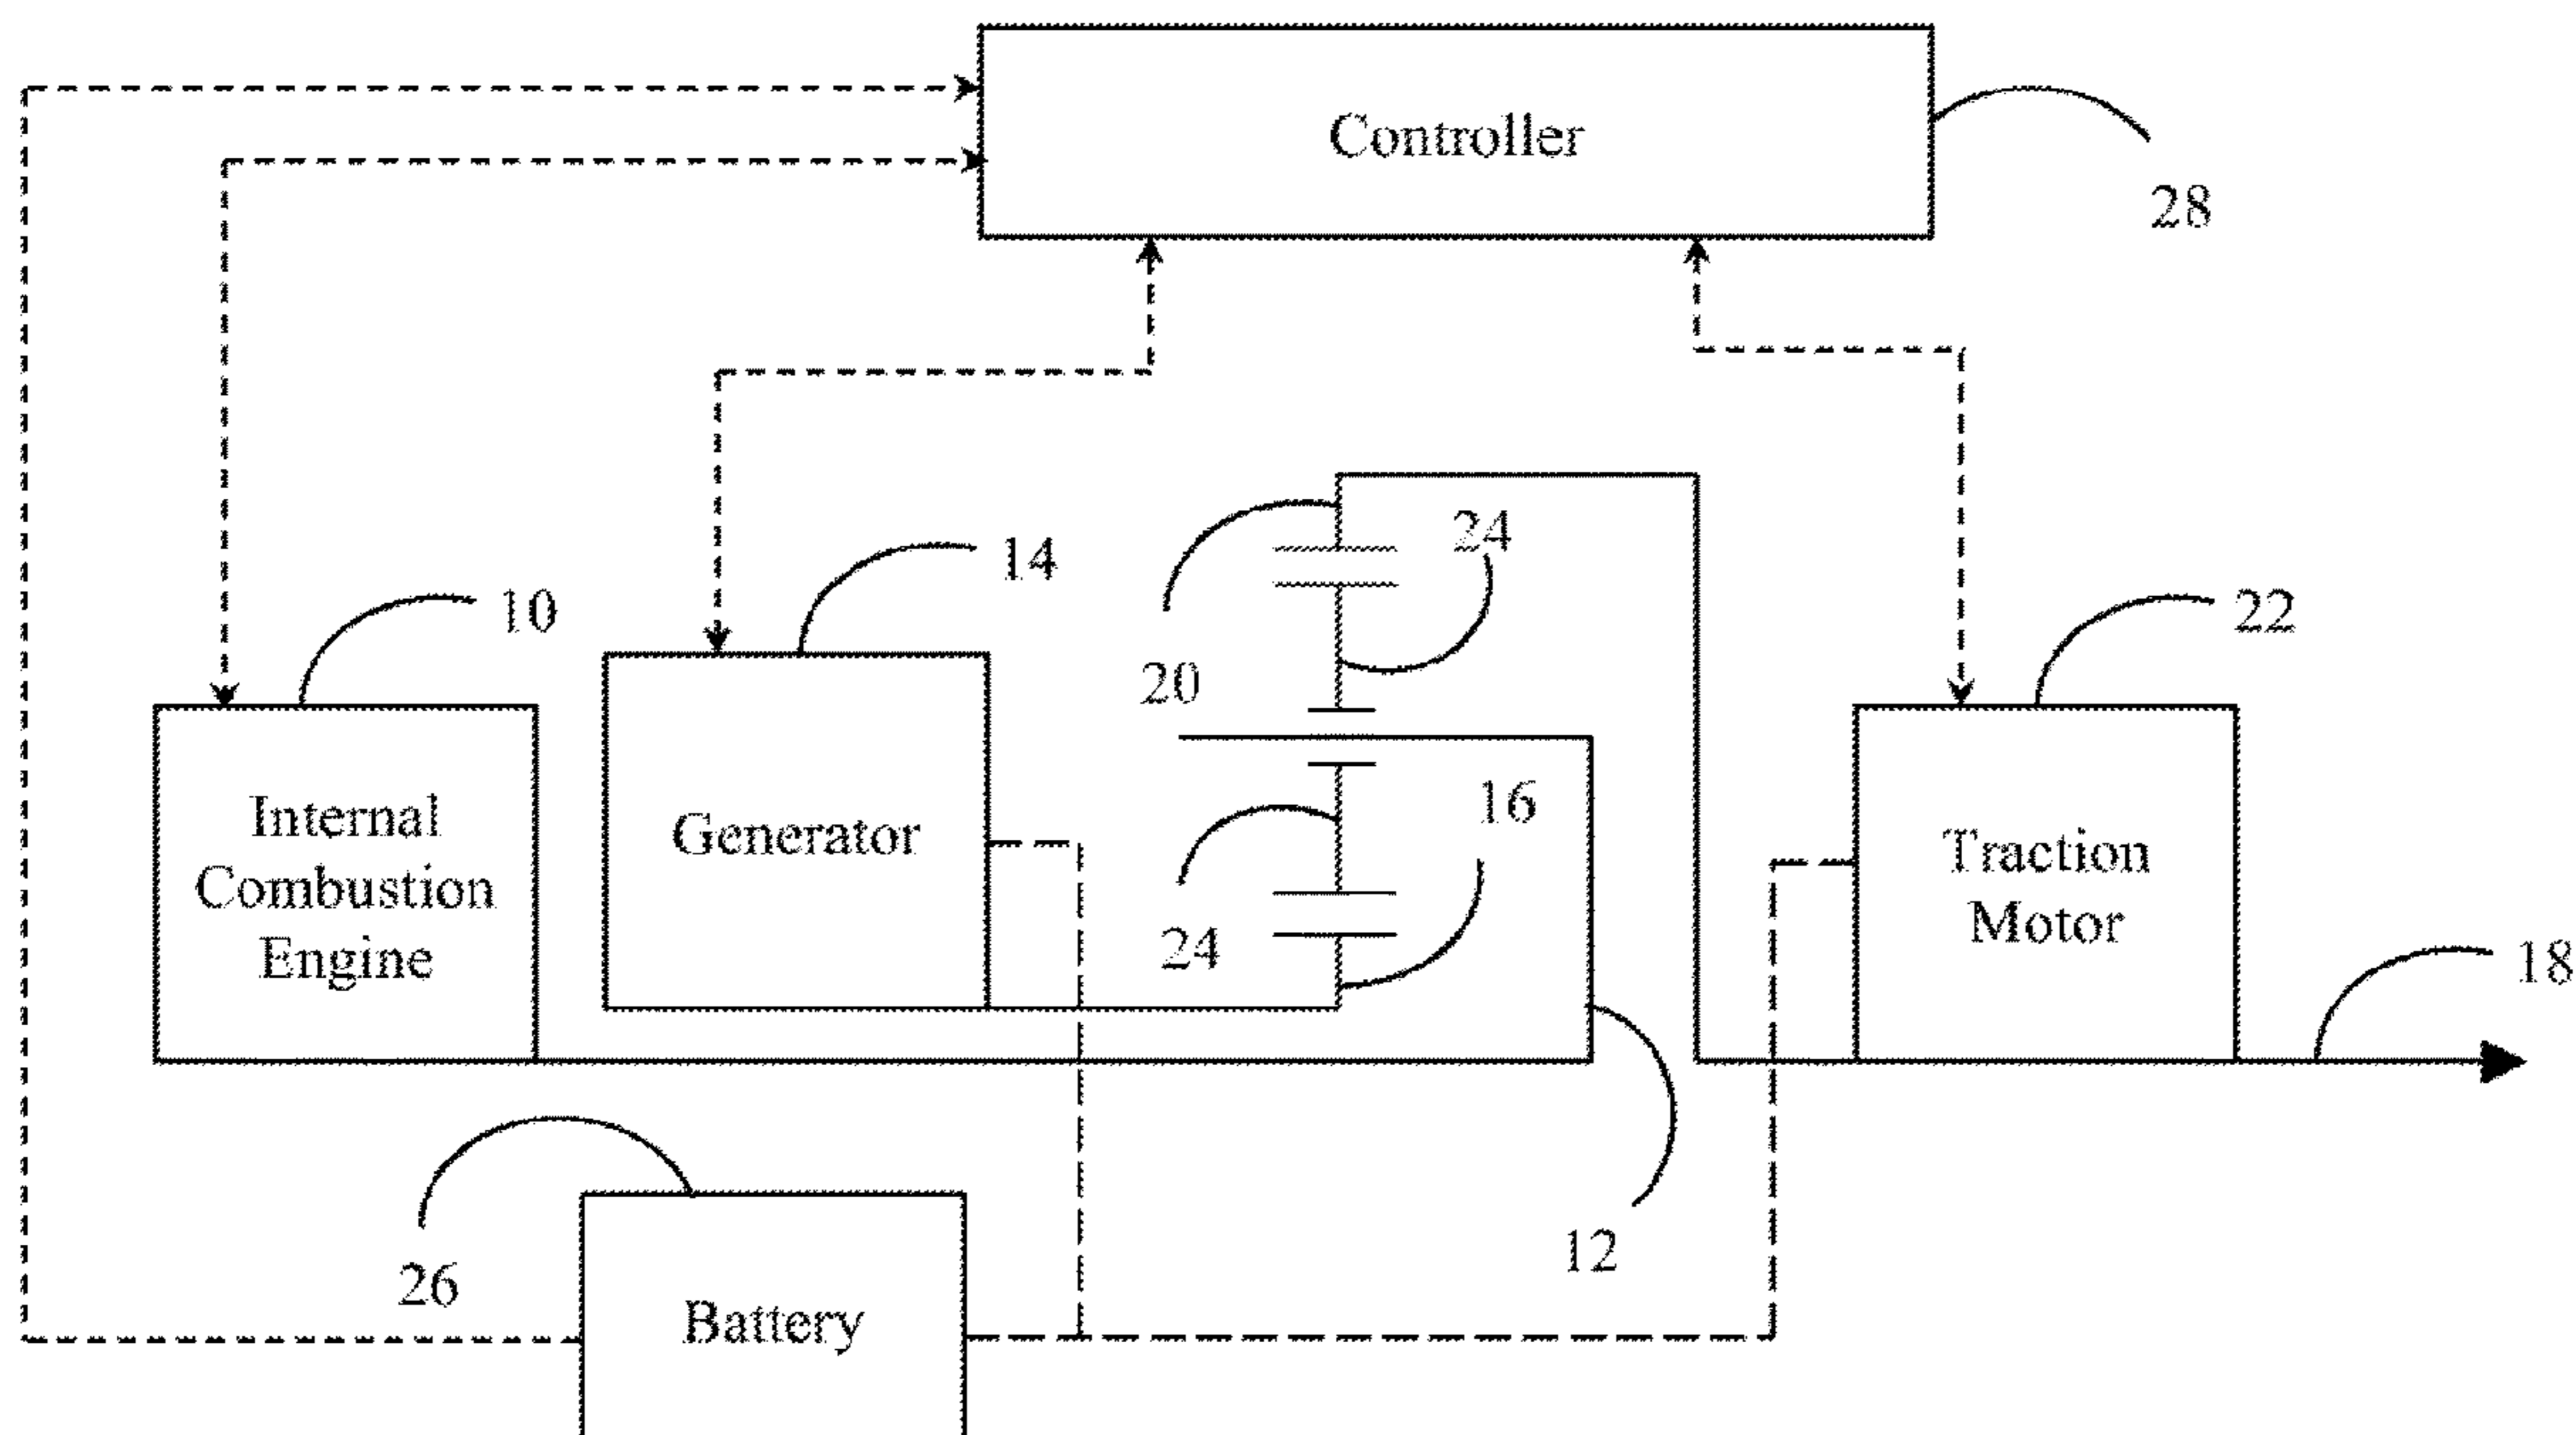 Controller
28
24
14
10
22
20
16
Internal
Combustion
Engine
Generator
Traction
Motor
24
18
12
26
Battery